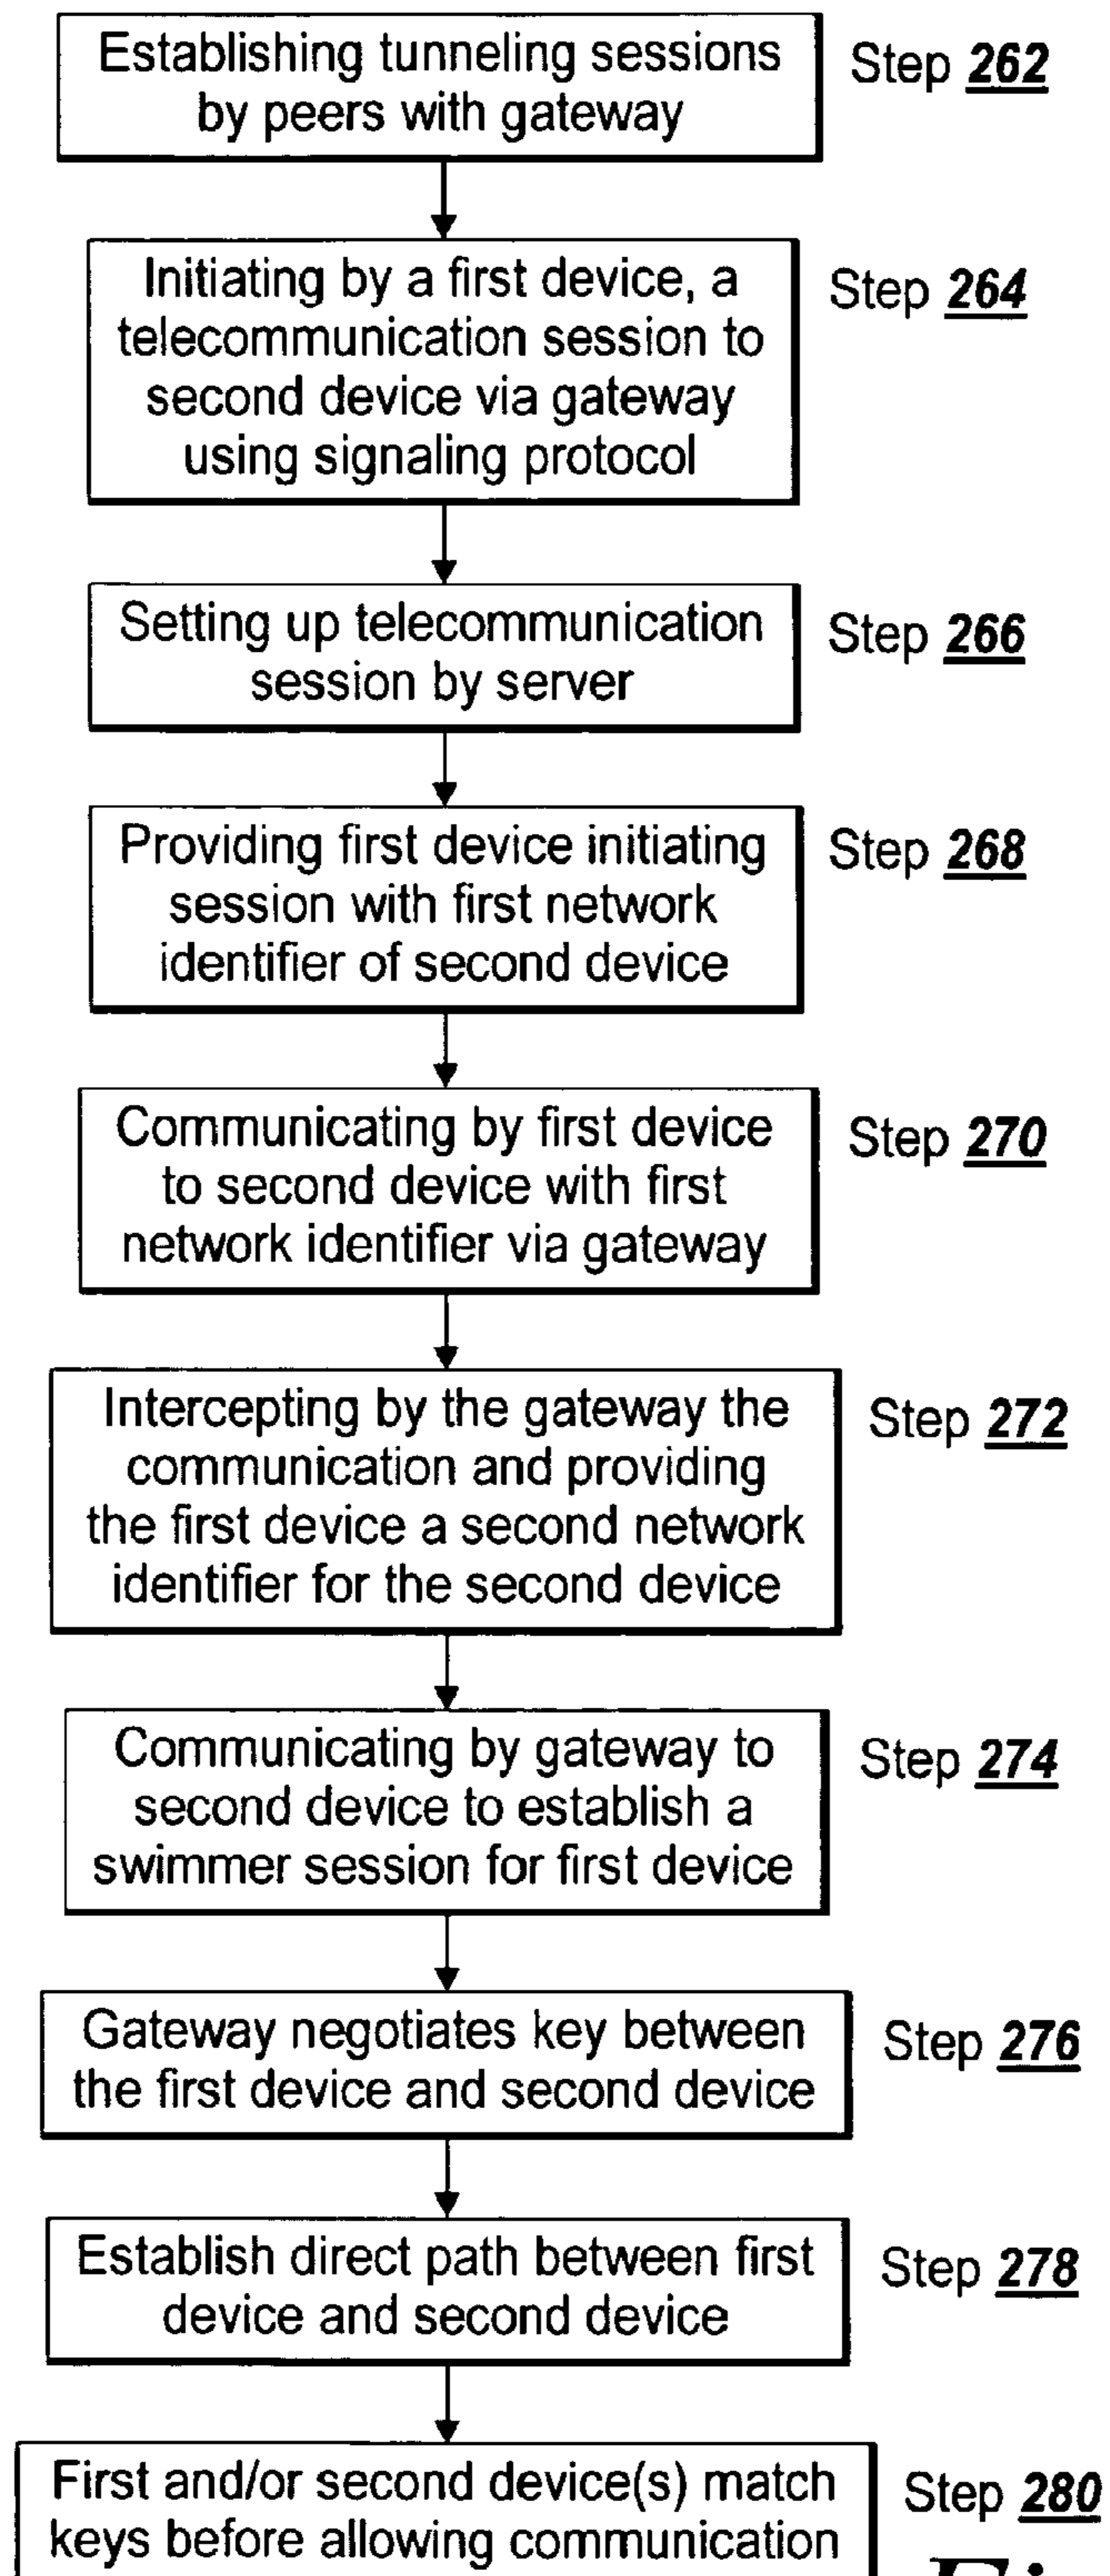 Establishing tunneling sessions
by peers with gateway
Step 262
Initiating by a first device, a
telecommunication session to
second device via gateway
using signaling protocol
Step 264
Setting up telecommunication
session by server
Step 266
Providing first device initiating
session with first network
identifier of second device
Step 268
Communicating by first device
to second device with first
network identifier via gateway
Step 270
Intercepting by the gateway the
communication and providing
the first device a second network
identifier for the second device
Step 272
Communicating by gateway to
second device to establish a
swimmer session for first device
Step 274
Gateway negotiates key between
the first device and second device
Step 276
Establish direct path between first
device and second device
Step 278
First and/or second device(s) match
keys before allowing communication
Step 280